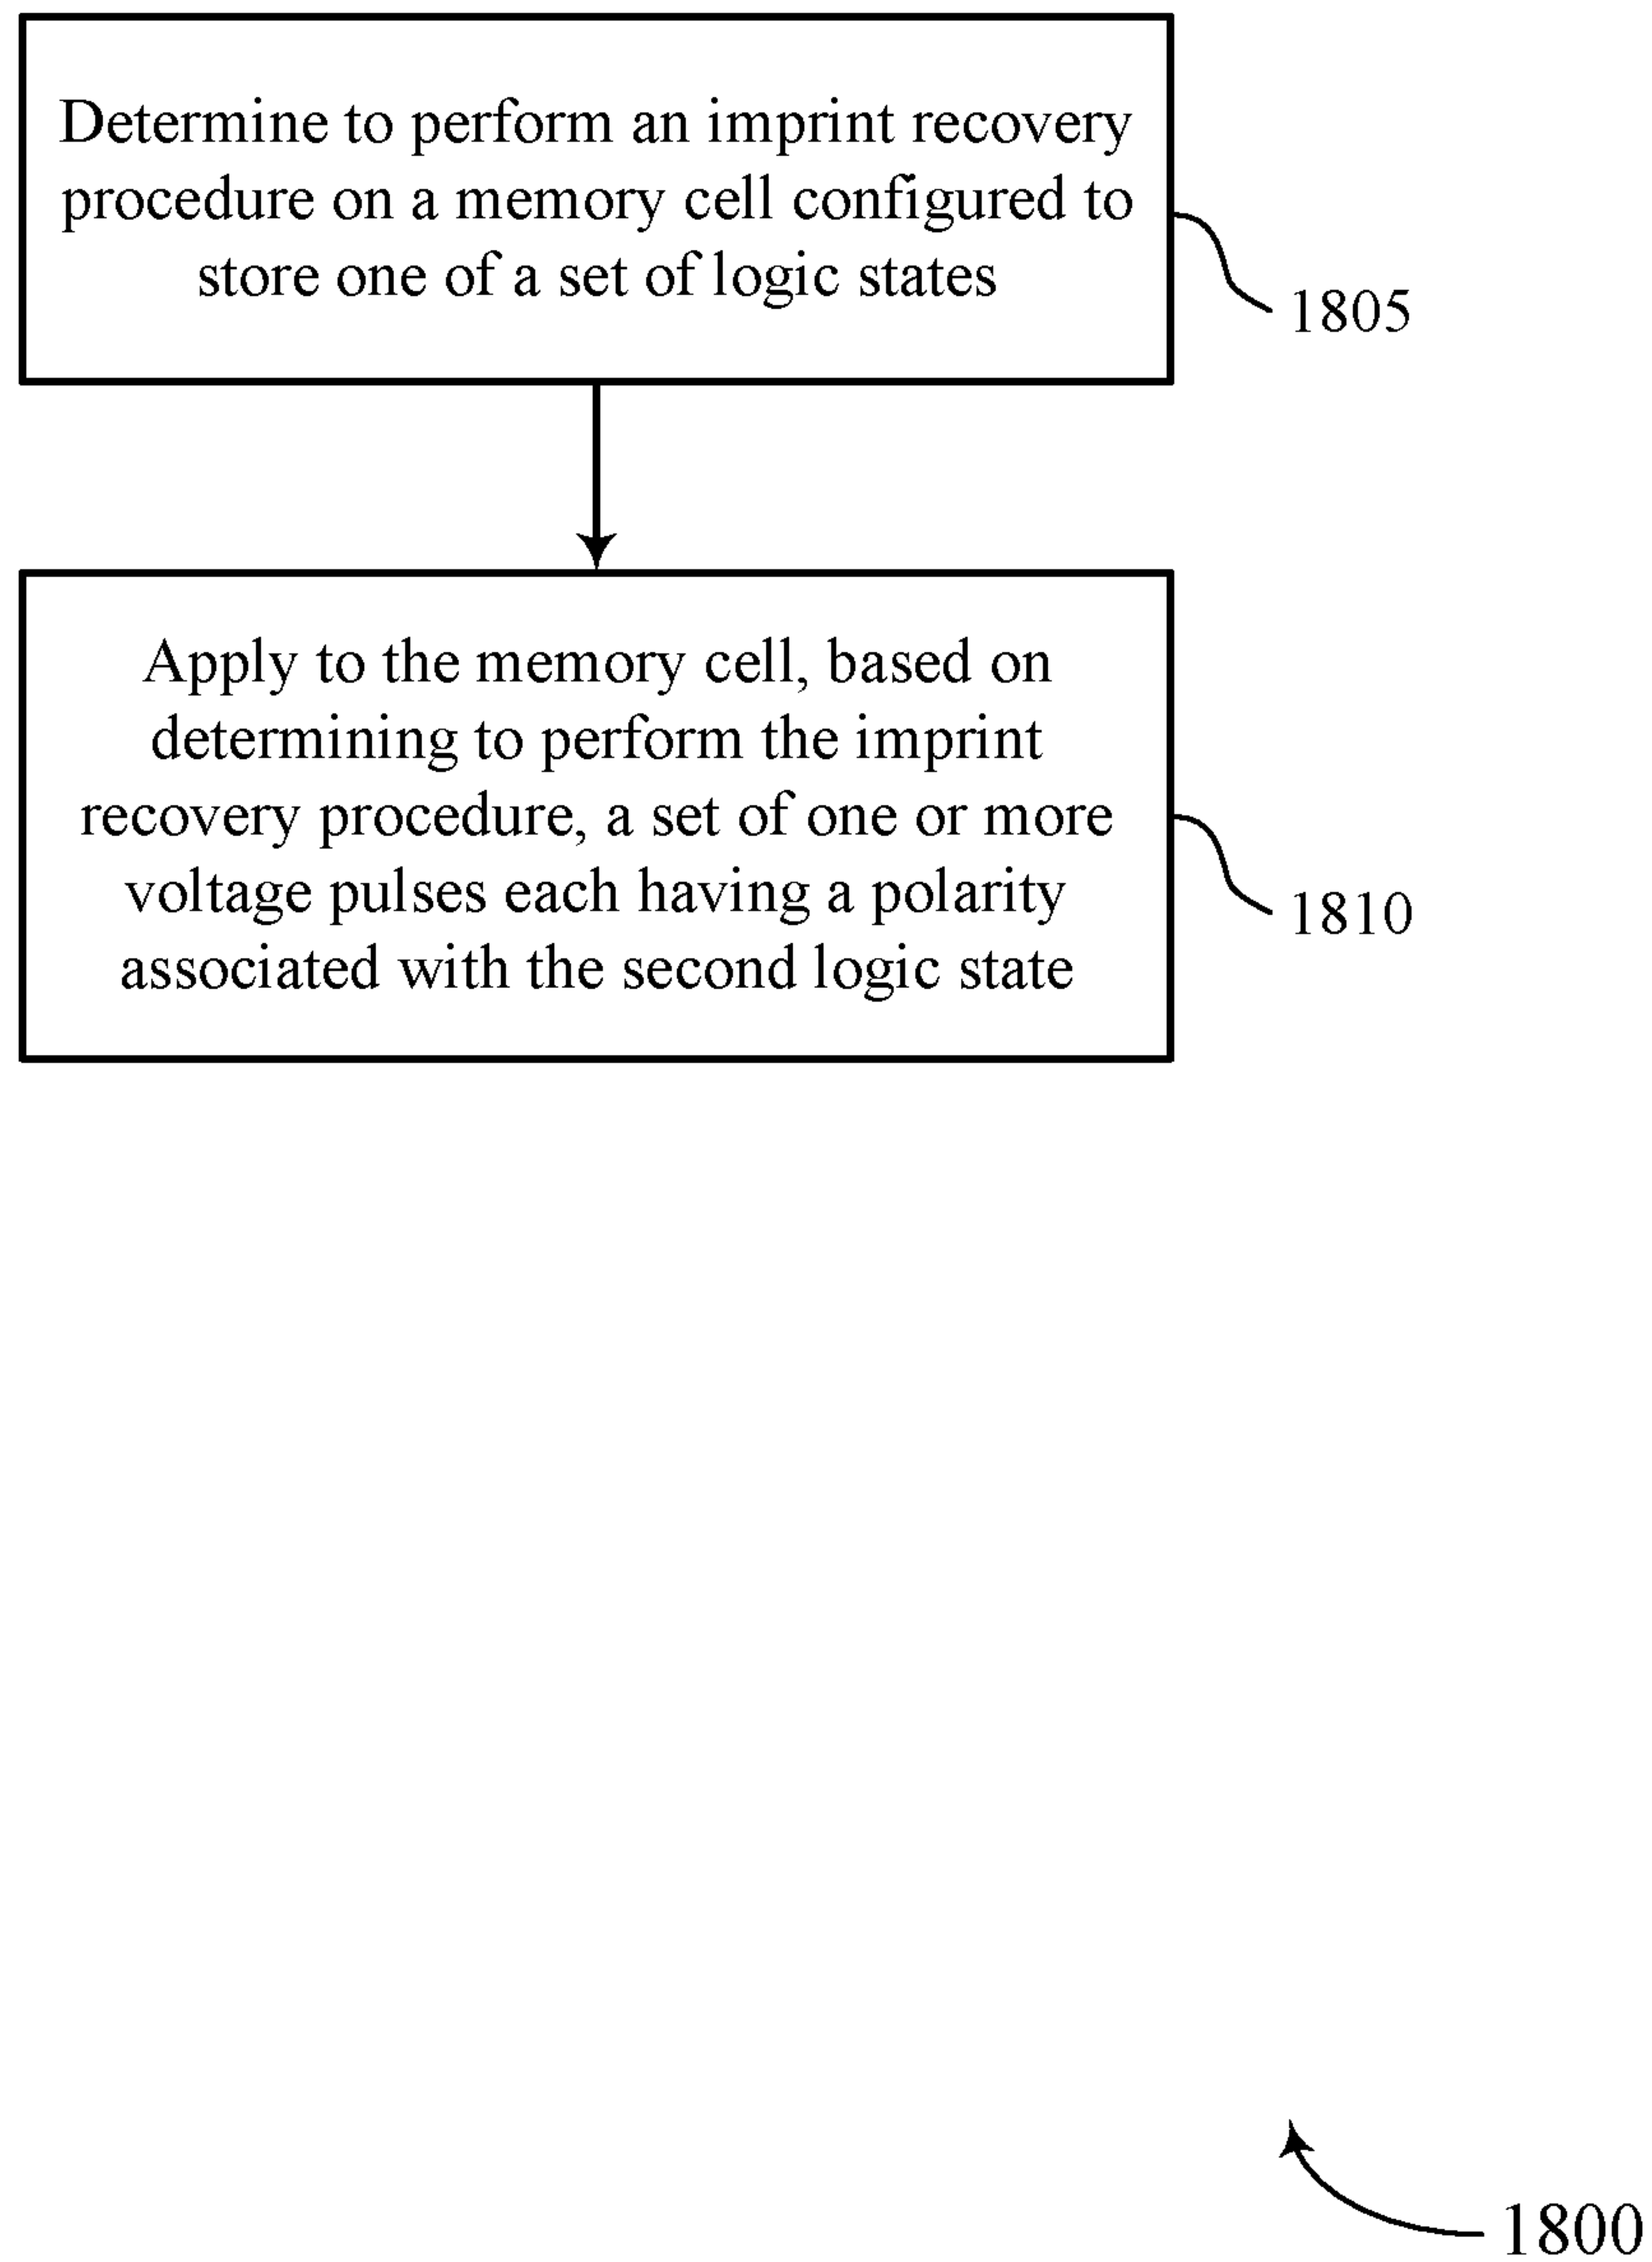 Determine to perform an imprint recovery
procedure on a memory cell configured to
store one of a set of logic states
1805
Apply to the memory cell, based on
determining to perform the imprint
recovery procedure, a set of one or more
voltage pulses each having a polarity
associated with the second logic state
1810
1800